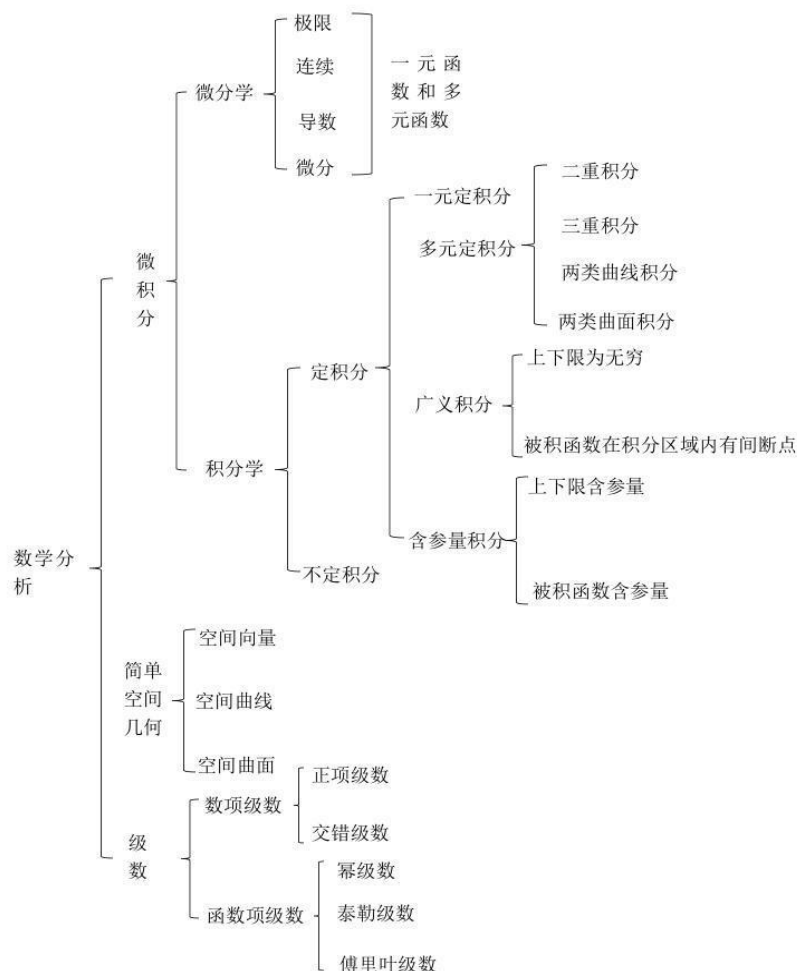 极限
连续
一元函
数和多
元函数
微分学
导数
微分
二重积分
一元定积分
三重积分
多元定积分
微
积
分
两类曲线积分
两类曲面积分
上下限为无穷
定积分
广义积分
被积函数在积分区域内有间断点
积分学
上下限含参量
含参量积分
数学分
析
不定积分
被积函数含参量
空间向量
简单
空间
几何
空间曲线
空间曲面
正项级数
数项级数
级
数
交错级数
幂级数
函数项级数
泰勒级数
傅里叶级数